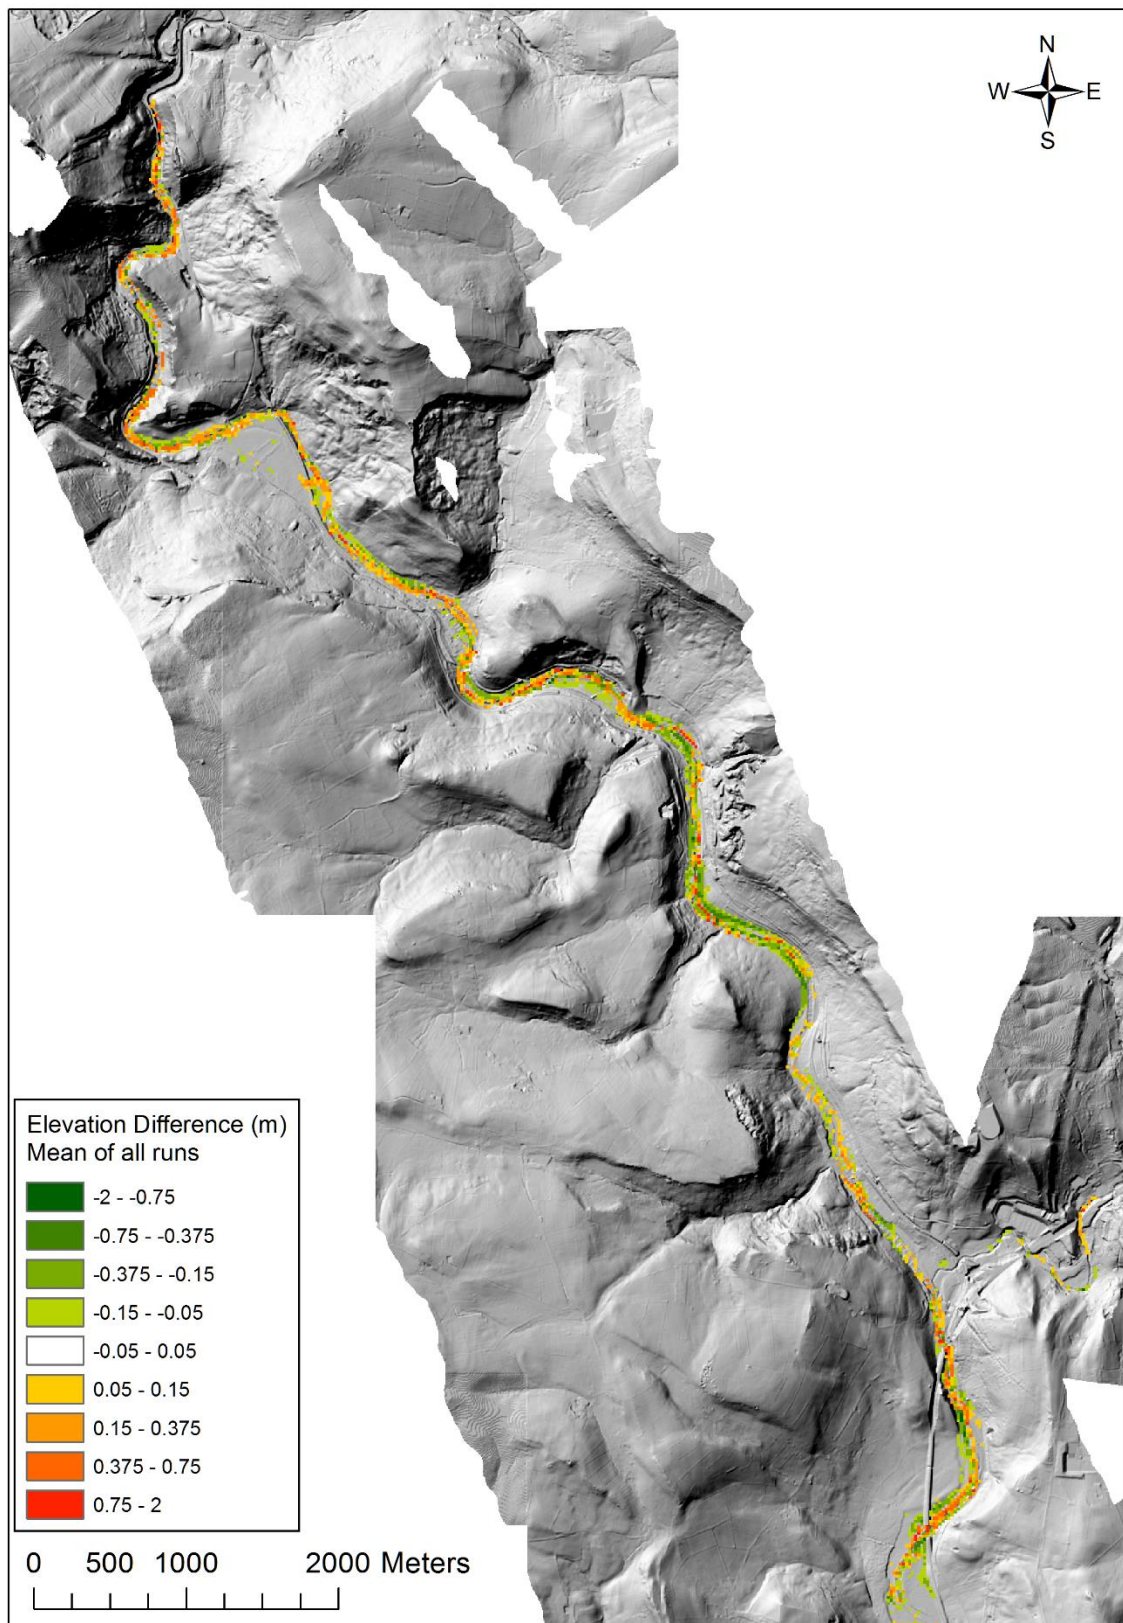 N
W E
S
Elevation Difference (m)
Mean of all runs
-2 - -0.75
-0.75 - -0.375
-0.375 - -0.15
-0.15 - -0.05
-0.05 - 0.05
0.05 - 0.15
0.15 - 0.375
0.375 - 0.75
0.75 - 2
0 500 1000 2000 Meters